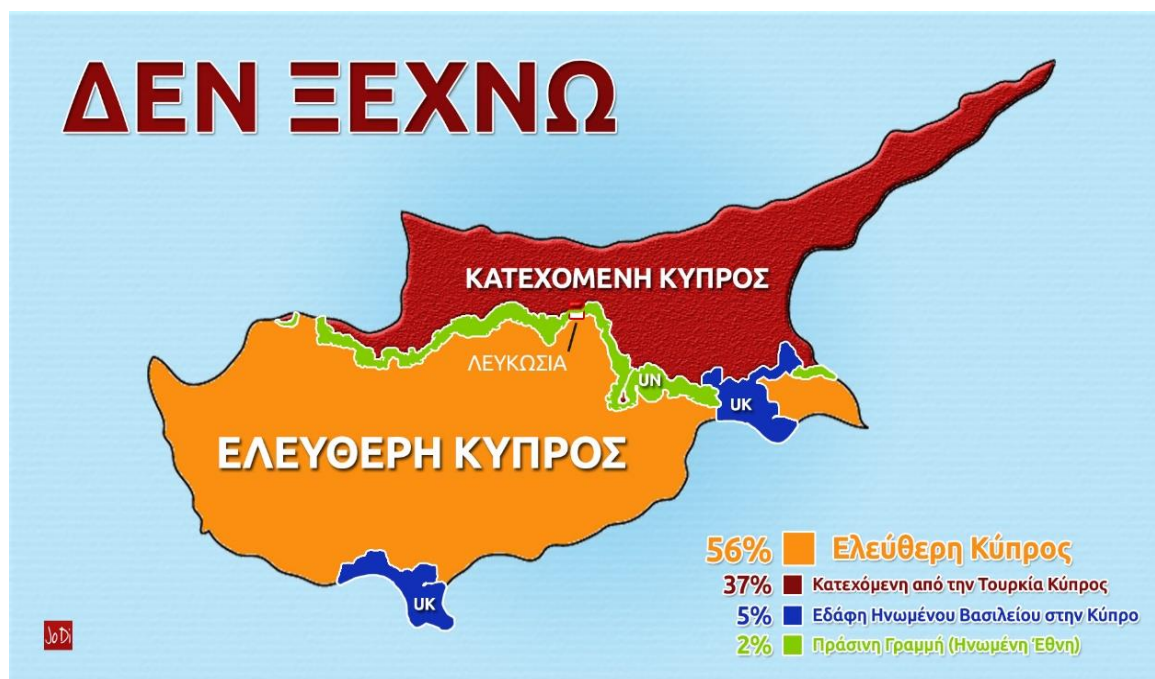 ΔΕΝ ΞΕΧΝΩ
ΚΑΤΕΧΟΜΕΝΗ ΚΥΠΡΟΣ
ΛΕΥΚΩΣΙΑ
UN
UK
ΕΛΕΥΘΕΡΗ ΚΥΠΡΟΣ
UK
56% Ελεύθερη Κύπρος
37% Κατεχόμενη από την Τουρκία Κύπρος
5% Εδάφη Ηνωμένου Βασιλείου στην Κύπρο
2% Πράσινη Γραμμή (Ηνωμένη Έθνη)
JoDi